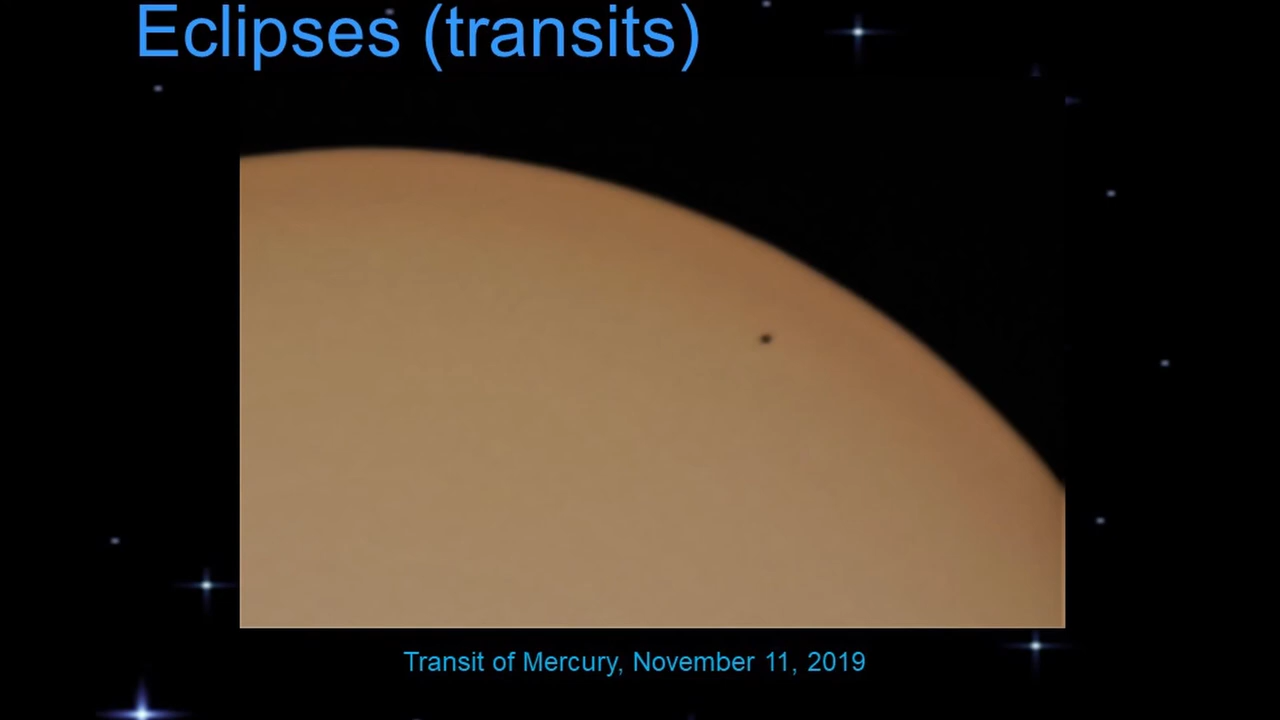 Eclipses (transits)
Transit of Mercury, November 11, 2019